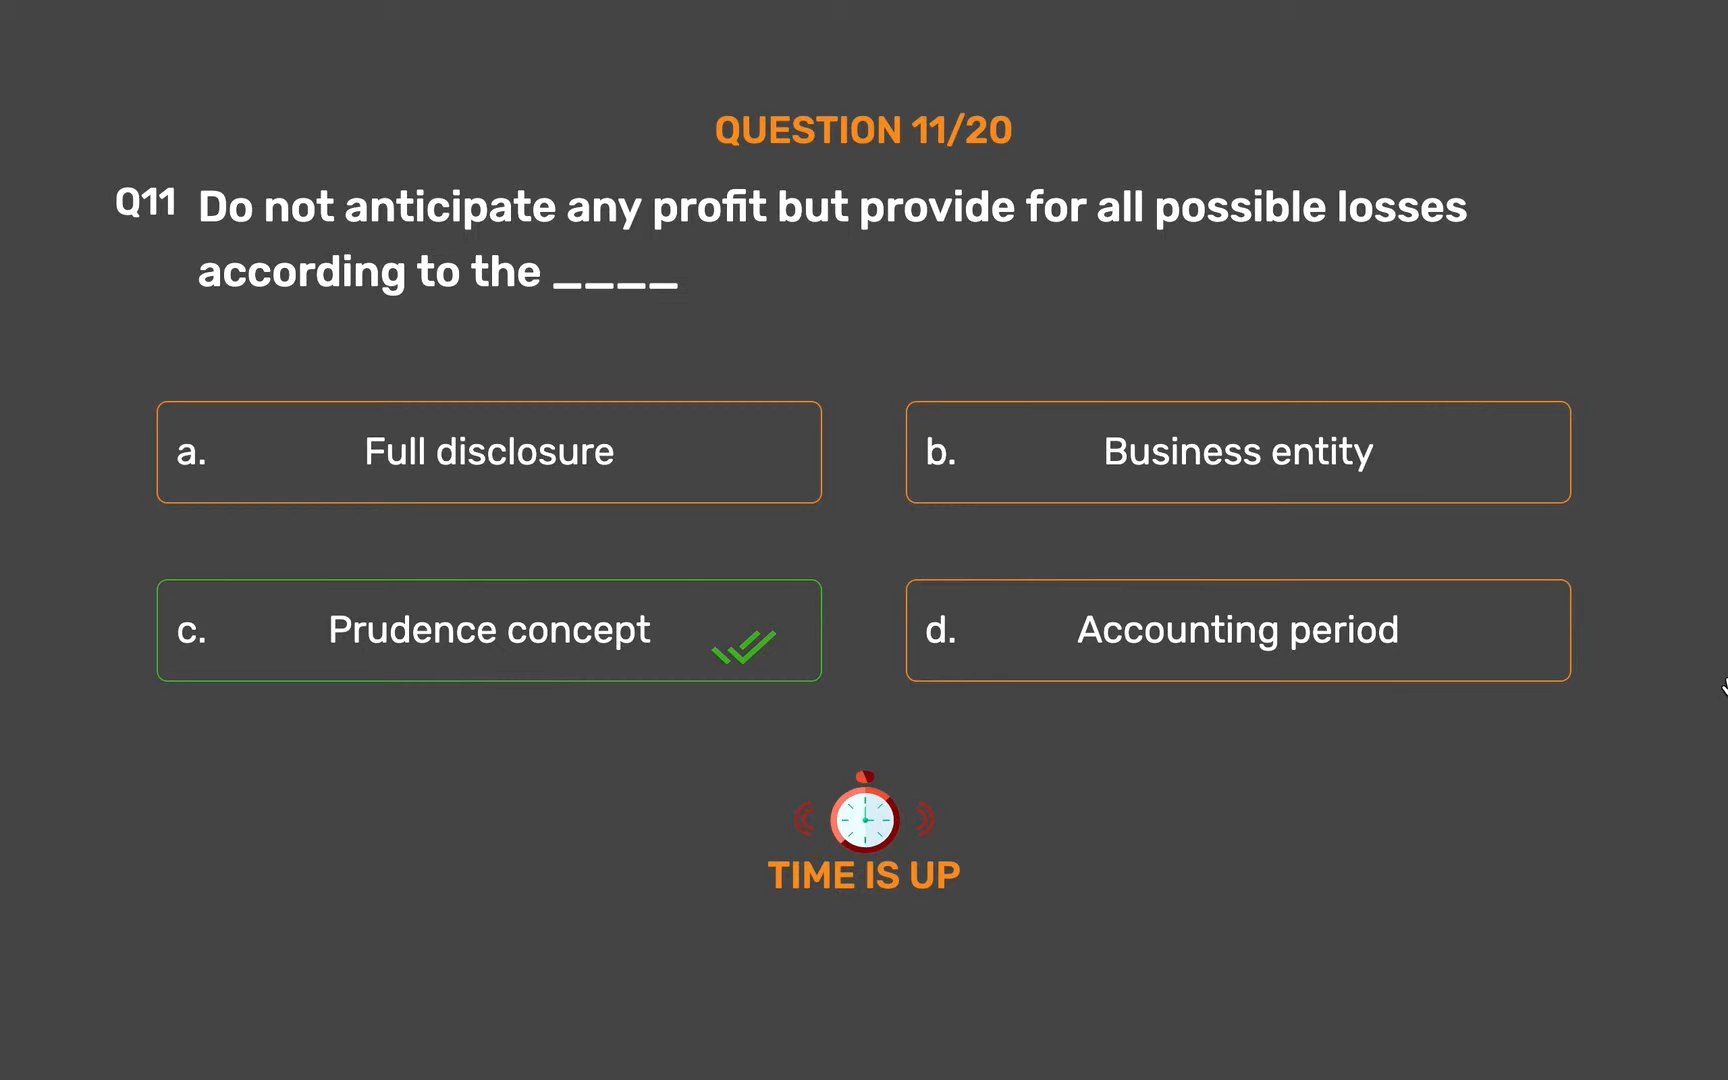 QUESTION 11/20
Q11 Do not anticipate any profit but provide for all possible losses
according to the ____
a. Full disclosure
b. Business entity
c. Prudence concept
d. Accounting period
TIME IS UP